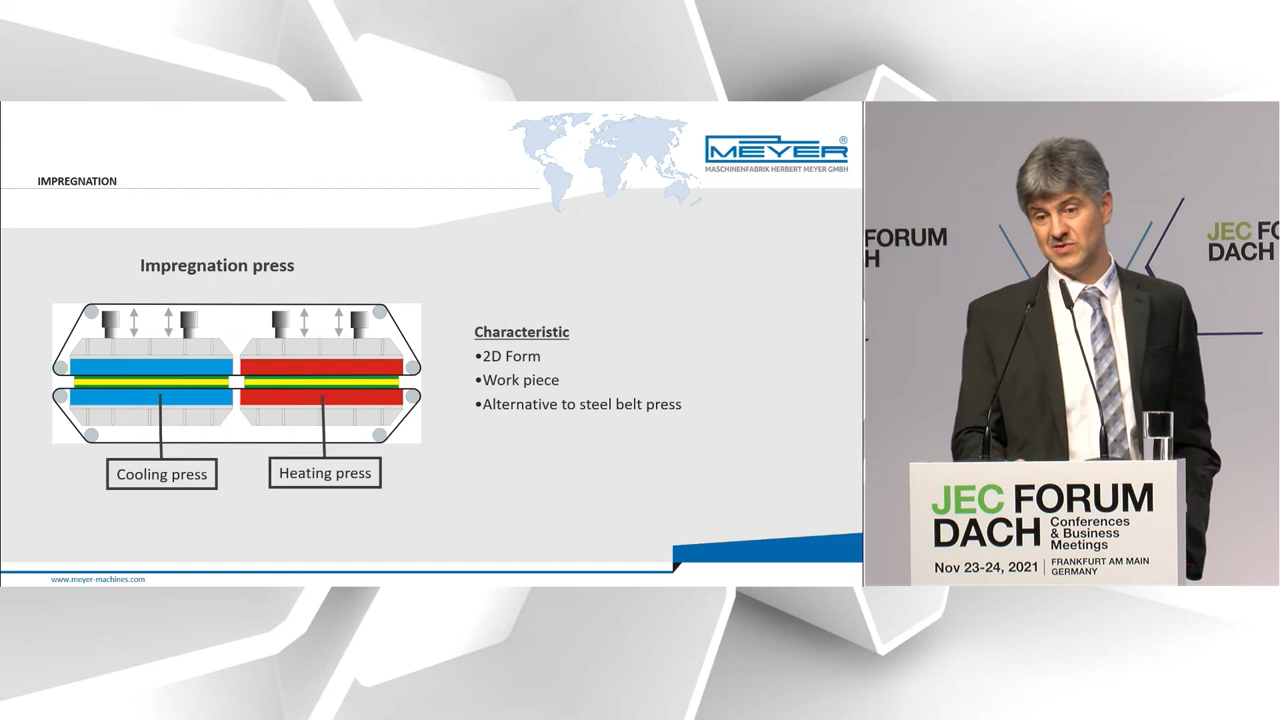 MEYER®
MASCHINENFABRIK HERBERT MEYER GMBH
IMPREGNATION
Impregnation press
Cooling press
Heating press
Characteristic
•2D Form
•Work piece
•Alternative to steel belt press
www.meyer-machines.com
FORUM
H
JEC FO
DACH
JEC FORUM
DACH Conferences
& Business
Meetings
Nov 23-24, 2021 | FRANKFURT AM MAIN
GERMANY